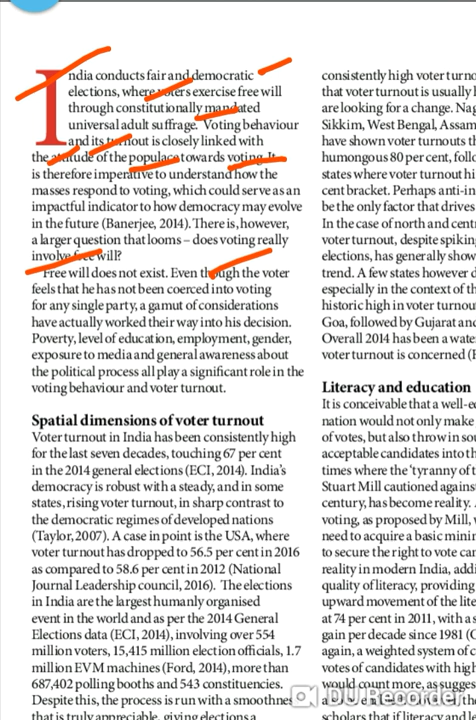 India conducts fair and democratic
elections, where voters exercise free will
through constitutionally mandated
universal adult suffrage. Voting behaviour
and its turnout is closely linked with
the attitude of the populace towards voting. It
is therefore imperative to understand how the
masses respond to voting, which could serve as an
impactful indicator to how democracy may evolve
in the future (Banerjee, 2014). There is, however,
a larger question that looms – does voting really
involve free will?
Free will does not exist. Even though the voter
feels that he has not been coerced into voting
for any single party, a gamut of considerations
have actually worked their way into his decision.
Poverty, level of education, employment, gender,
exposure to media and general awareness about
the political process all play a significant role in the
voting behaviour and voter turnout.
Spatial dimensions of voter turnout
Voter turnout in India has been consistently high
for the last seven decades, touching 67 per cent
in the 2014 general elections (ECI, 2014). India's
democracy is robust with a steady, and in some
states, rising voter turnout, in sharp contrast to
the democratic regimes of developed nations
(Taylor, 2007). A case in point is the USA, where
voter turnout has dropped to 56.5 per cent in 2016
as compared to 58.6 per cent in 2012 (National
Journal Leadership council, 2016). The elections
in India are the largest humanly organised
event in the world and as per the 2014 General
Elections data (ECI, 2014), involving over 554
million voters, 15,415 million election officials, 1.7
million EVM machines (Ford, 2014), more than
687,402 polling booths and 543 constituencies.
Despite this, the process is run with a smoothness
that is truly appreciable, giving elections a
consistently high voter turno
that voter turnout is usually h
are looking for a change. Nag
Sikkim, West Bengal, Assam
have shown voter turnouts th
humongous 80 per cent, follo
states where voter turnout hi
cent bracket. Perhaps anti-in
be the only factor that drives
In the case of north and centr
voter turnout, despite spiking
elections, has generally show
trend. A few states however d
especially in the context of th
historic high in voter turnou
Goa, followed by Gujarat and
Overall 2014 has been a wate
voter turnout is concerned (E
Literacy and education
It is conceivable that a well-e
nation would not only make
of votes, but also throw in sou
acceptable candidates into th
times where the 'tyranny of t
Stuart Mill cautioned agains
century, has become reality.
voting, as proposed by Mill, w
need to acquire a basic minim
to secure the right to vote can
reality in modern India, addi
quality of literacy, providing
upward movement of the lite
at 74 per cent in 2011, with a s
gain per decade since 1981 (C
again, a weighted system of c
votes of candidates with high
would count more, as sugges
scholars that if literacy and
DU Recorder